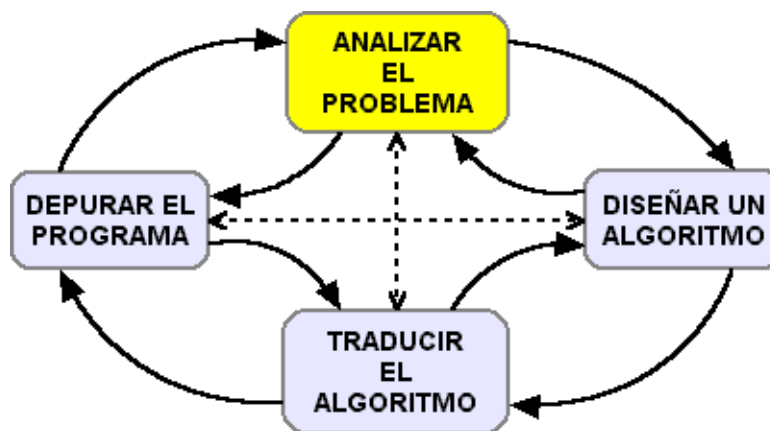 ANALIZAR
EL
PROBLEMA
DEPURAR EL
PROGRAMA
DISEÑAR UN
ALGORITMO
TRADUCIR
EL
ALGORITMO